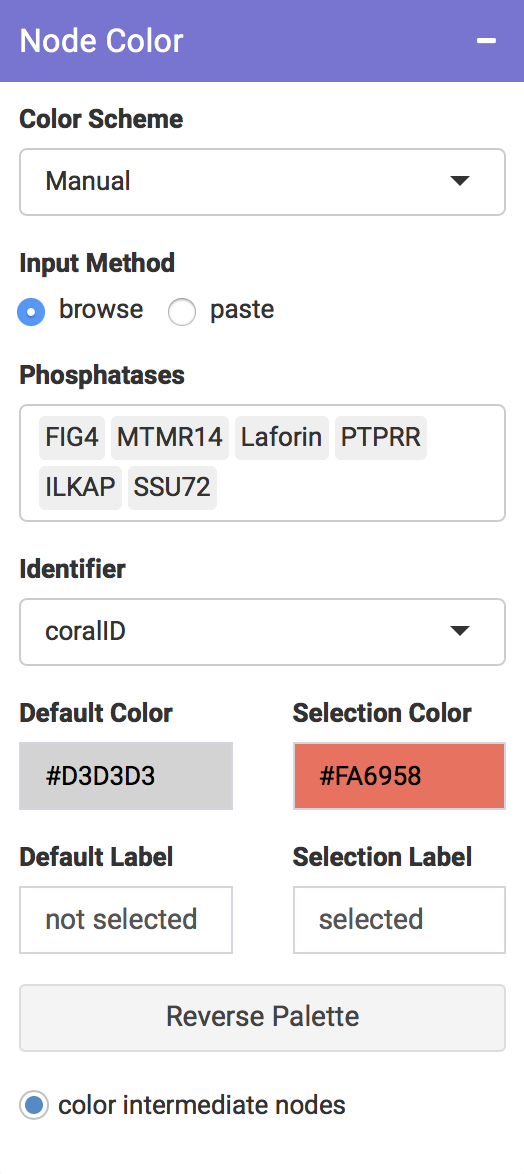 Node Color
Color Scheme
Manual
Input Method
browse paste
Phosphatases
FIG4 MTMR14 Laforin PTPRR
ILKAP SSU72
Identifier
coralID
Default Color Selection Color
#D3D3D3 #FA6958
Default Label Selection Label
not selected selected
Reverse Palette
color intermediate nodes